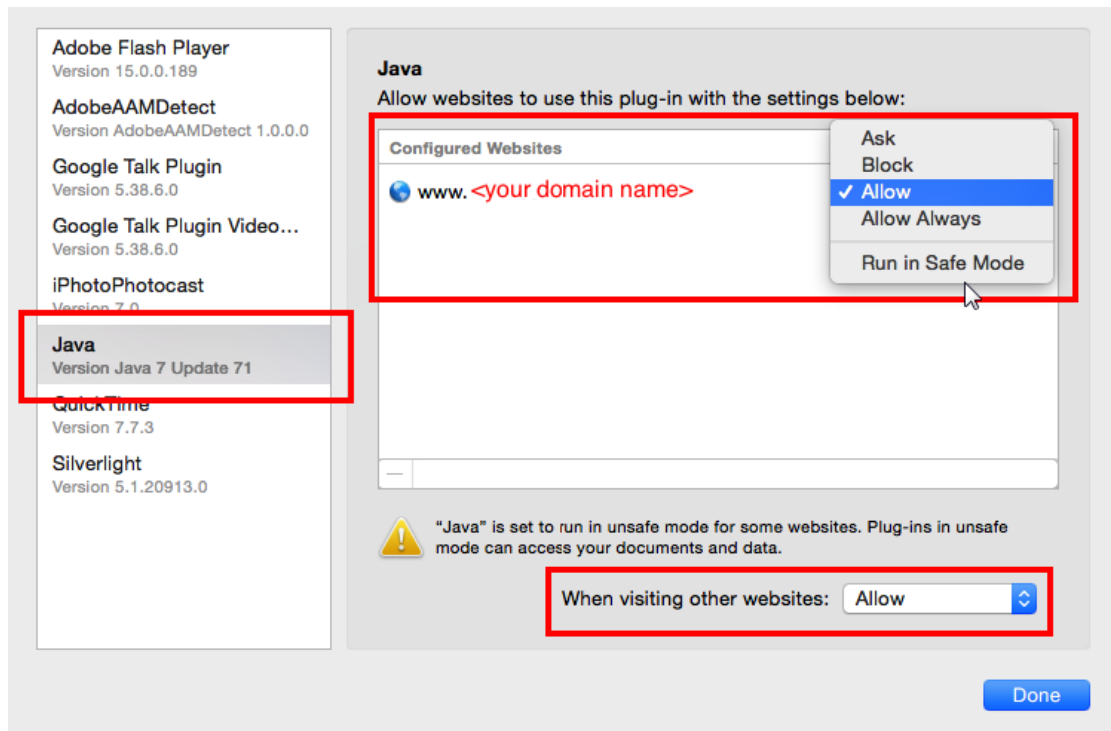 Adobe Flash Player
Version 15.0.0.189
AdobeAAMDetect
Version AdobeAAMDetect 1.0.0.0
Google Talk Plugin
Version 5.38.6.0
Google Talk Plugin Video...
Version 5.38.6.0
iPhotoPhotocast
Version 7.0
Java
Version Java 7 Update 71
QuickTime
Version 7.7.3
Silverlight
Version 5.1.20913.0
Java
Allow websites to use this plug-in with the settings below:
Configured Websites
www. <your domain name>
Ask
Block
✓ Allow
Allow Always
Run in Safe Mode
“Java” is set to run in unsafe mode for some websites. Plug-ins in unsafe
mode can access your documents and data.
When visiting other websites: Allow
Done